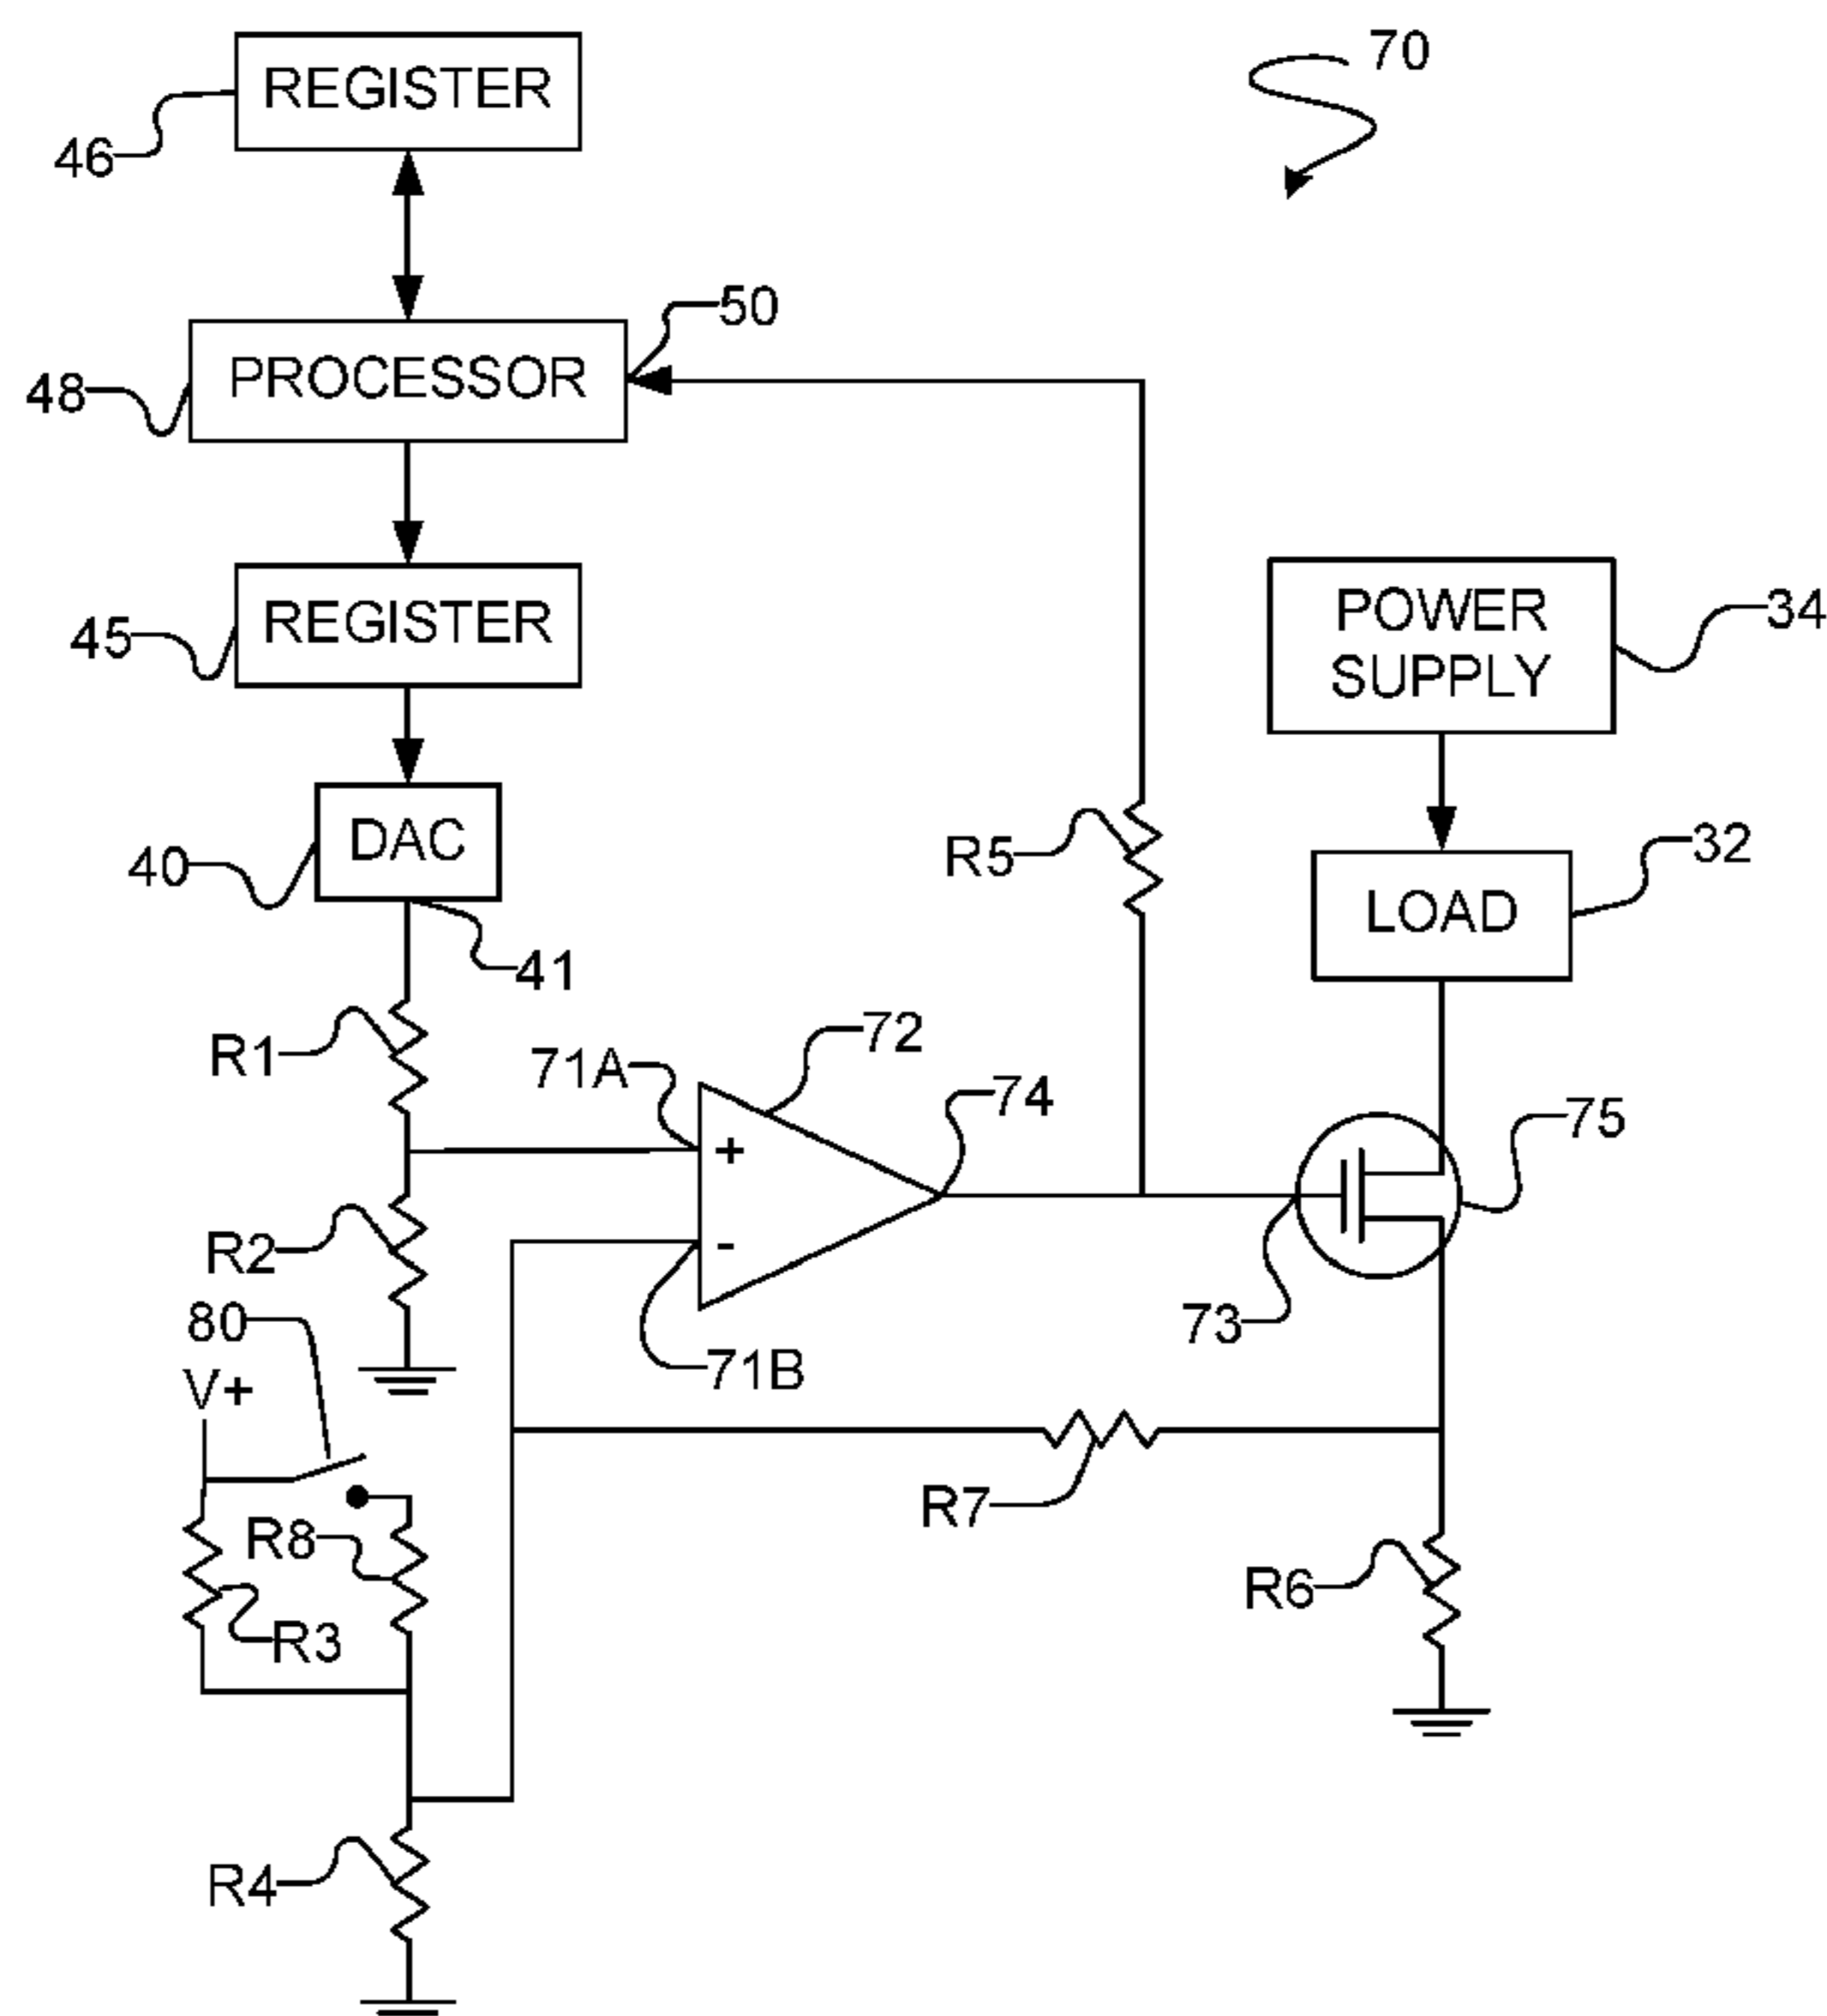 70
REGISTER
46
50
PROCESSOR
48
REGISTER
45
POWER
SUPPLY
34
DAC
40
41
R5
32
LOAD
R1
71A
72
74
75
+
R2
-
80
73
71B
V+
R7
R8
R3
R6
R4